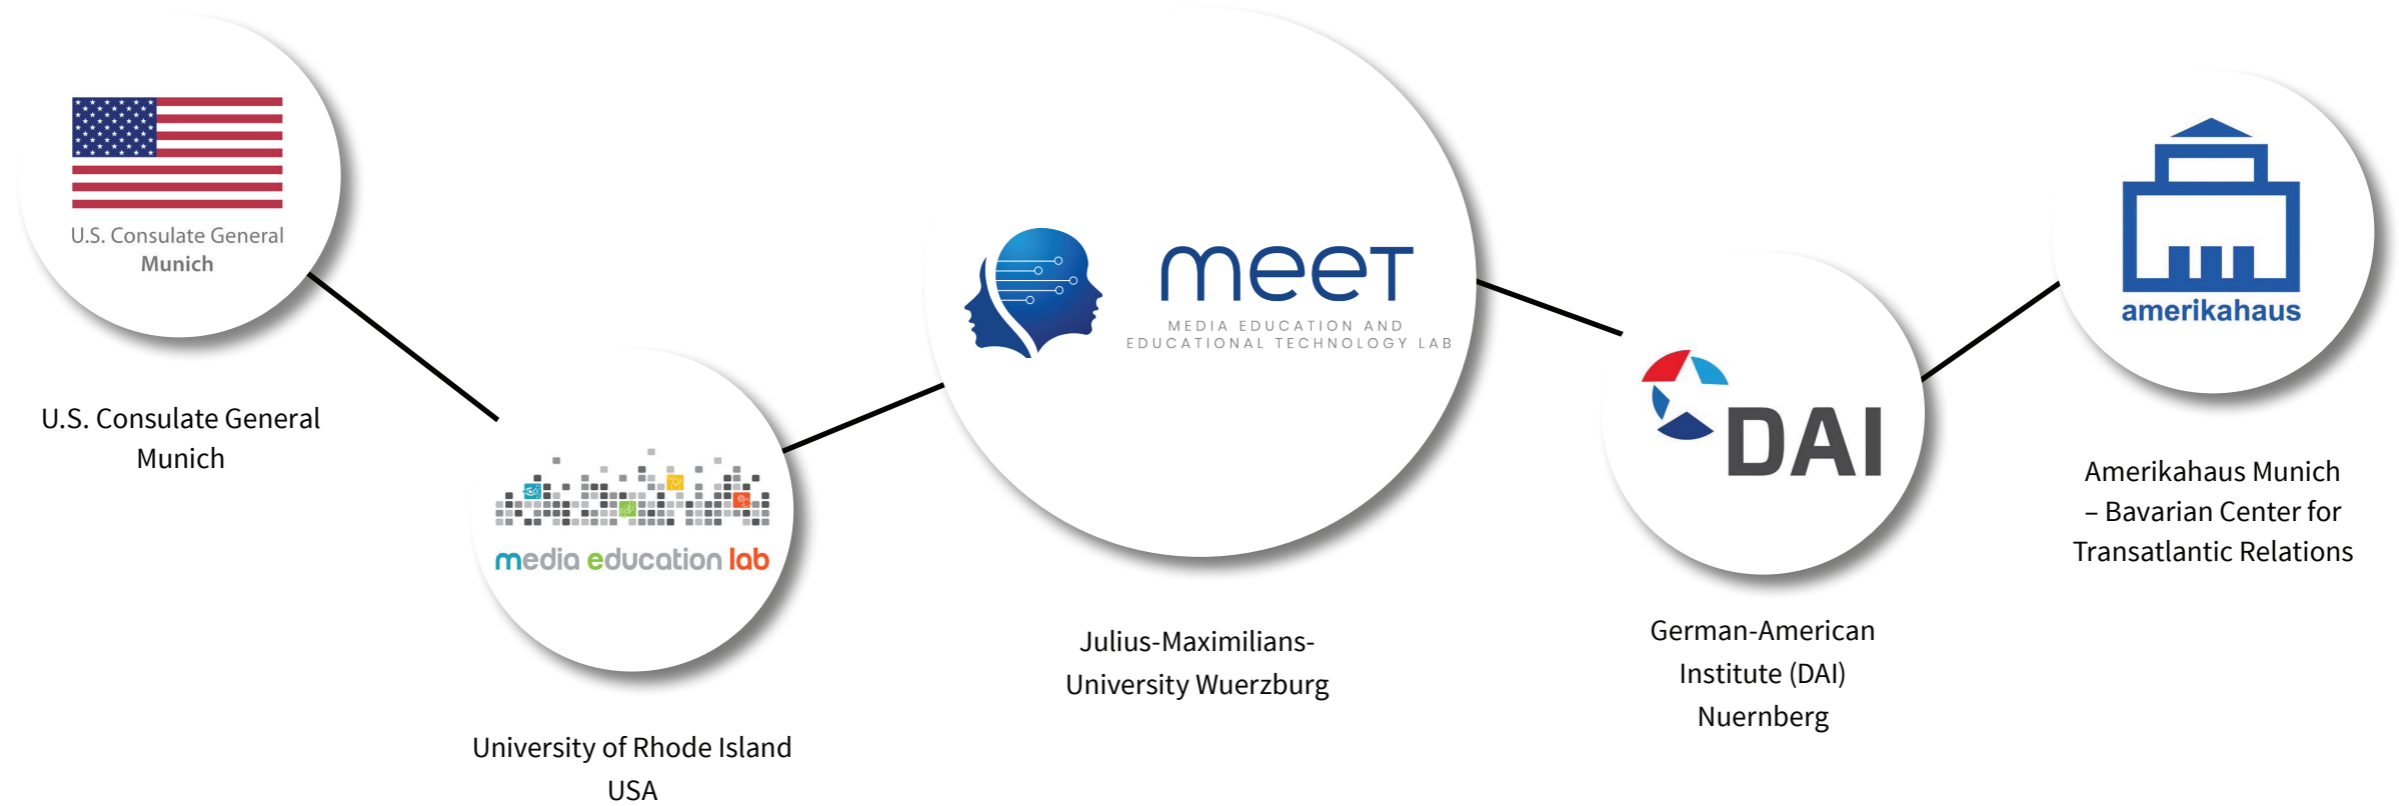 U.S. Consulate General
Munich
U.S. Consulate General
Munich
media education lab
University of Rhode Island
USA
meet
MEDIA EDUCATION AND
EDUCATIONAL TECHNOLOGY LAB
Julius-Maximilians-
University Wuerzburg
DAI
German-American
Institute (DAI)
Nuernberg
amerikahaus
Amerikahaus Munich
– Bavarian Center for
Transatlantic Relations